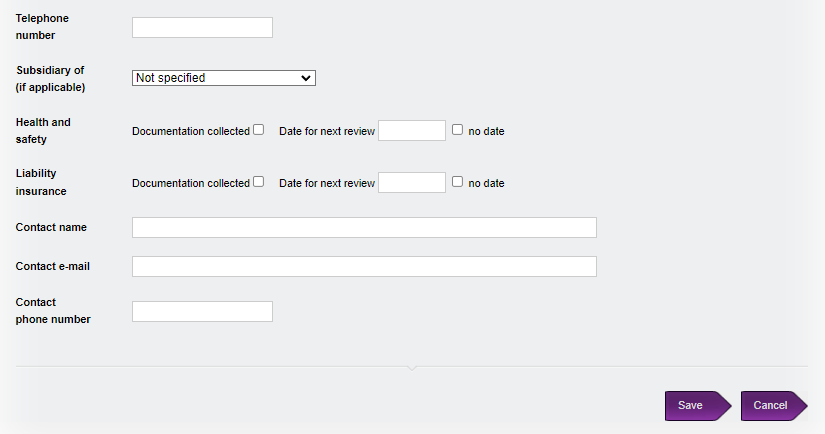 Telephone
number
Subsidiary of
(if applicable)
Not specified
Health and
safety
Documentation collected Date for next review no date
Liability
insurance
Documentation collected Date for next review no date
Contact name
Contact e-mail
Contact
phone number
Save Cancel